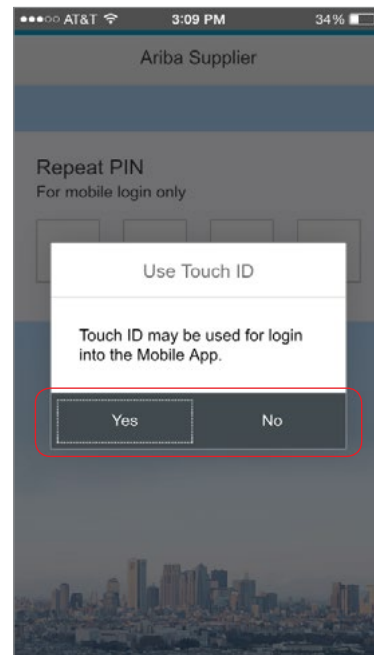 AT&T 3:09 PM 34%
Ariba Supplier
Repeat PIN
For mobile login only
Use Touch ID
Touch ID may be used for login
into the Mobile App.
Yes No